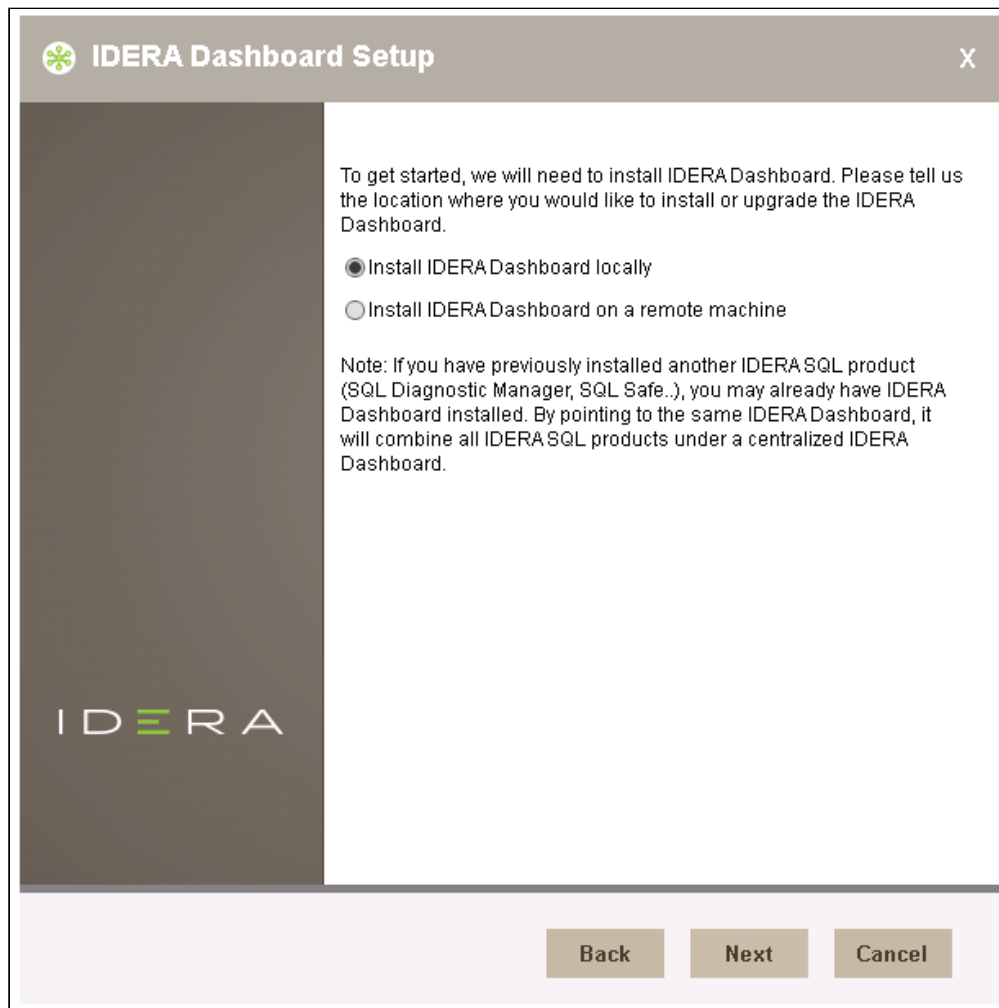 IDERA Dashboard Setup
X
To get started, we will need to install IDERA Dashboard. Please tell us
the location where you would like to install or upgrade the IDERA
Dashboard.
Install IDERA Dashboard locally
Install IDERA Dashboard on a remote machine
Note: If you have previously installed another IDERA SQL product
(SQL Diagnostic Manager, SQL Safe..), you may already have IDERA
Dashboard installed. By pointing to the same IDERA Dashboard, it
will combine all IDERA SQL products under a centralized IDERA
Dashboard.
IDERA
Back
Next
Cancel